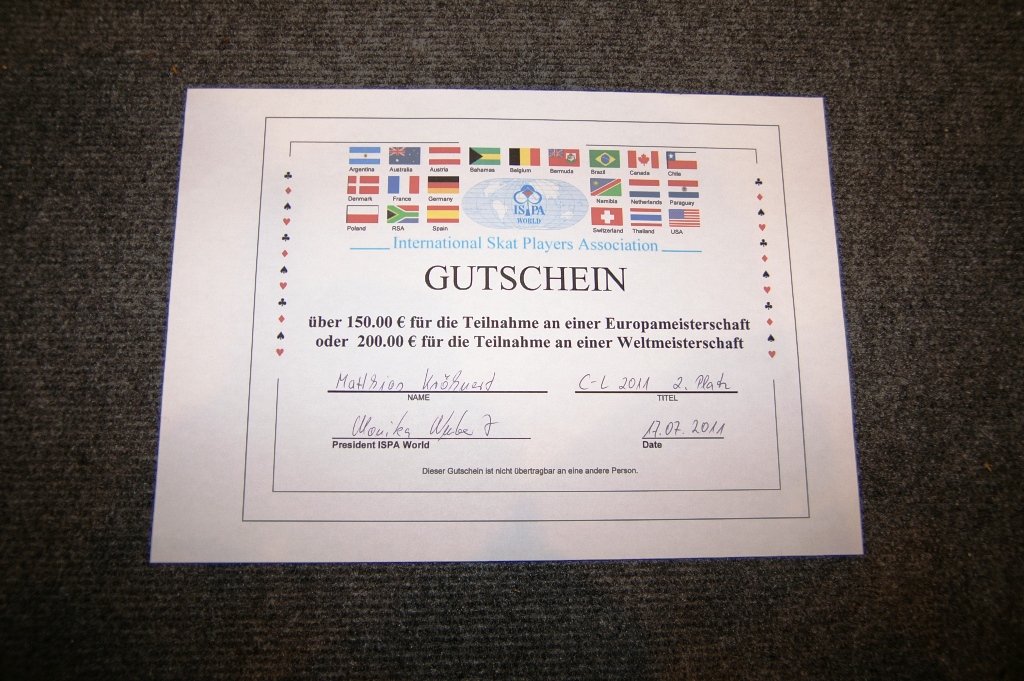 Argentina Australia Austria Bahamas Belgium Bermuda Brazil Canada Chile
Denmark France Germany Namibia Netherlands Paraguay
ISPA
WORLD
Poland RSA Spain Switzerland Thailand USA
International Skat Players Association
GUTSCHEIN
über 150.00 € für die Teilnahme an einer Europameisterschaft
oder 200.00 € für die Teilnahme an einer Weltmeisterschaft
Matthias C-L 2011 2. Platz
NAME TITEL
Monika 17.07.2011
President ISPA World Date
Dieser Gutschein ist nicht übertragbar an eine andere Person.